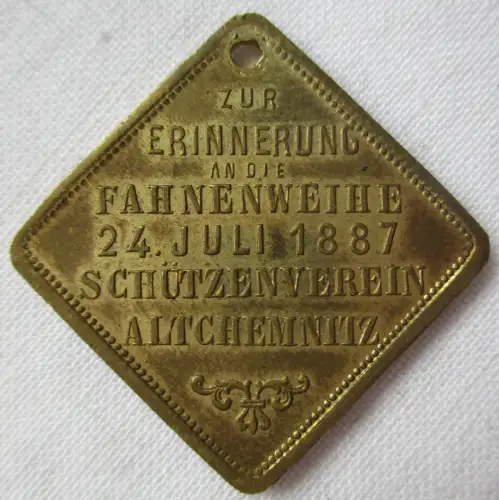 ZUR
ERINNERUNG
AN DIE
FAHNENWEIHE
24. JULI 1887
SCHÜTZENVEREIN
ALTCHEMNITZ